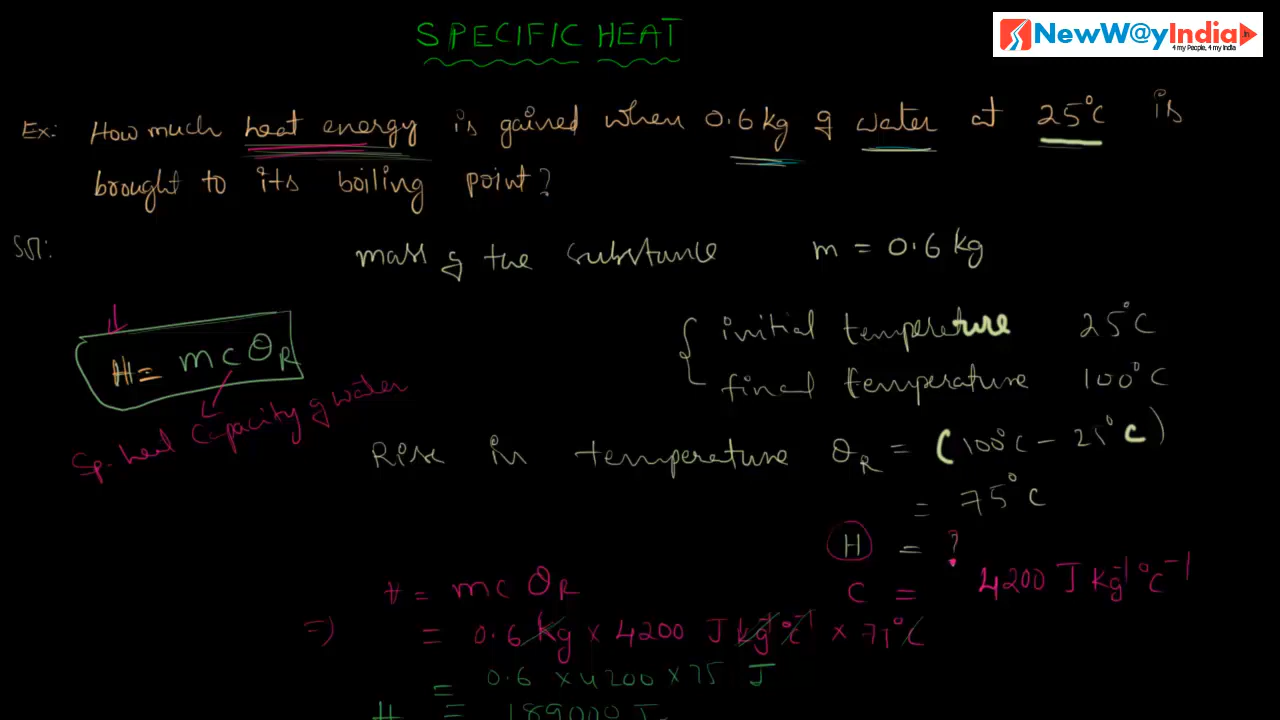 SPECIFIC HEAT
NewW@yIndia.in
4 my People, 4 my India
Ex: How much heat energy is gained when 0.6 kg of water at 25°C is
brought to its boiling point?
Sol:
mass of the substance m = 0.6 kg
H = mcθR
Sp. heat Capacity of water
initial temperature 25°C
final temperature 100°C
Rise in temperature θR = (100°C - 25°C)
= 75°C
H = ?
C = 4200 J kg⁻¹ °C⁻¹
H = mcθR
⇒ = 0.6 kg × 4200 J kg⁻¹ °C⁻¹ × 75°C
= 0.6 × 4200 × 75 J
H = 189000 J